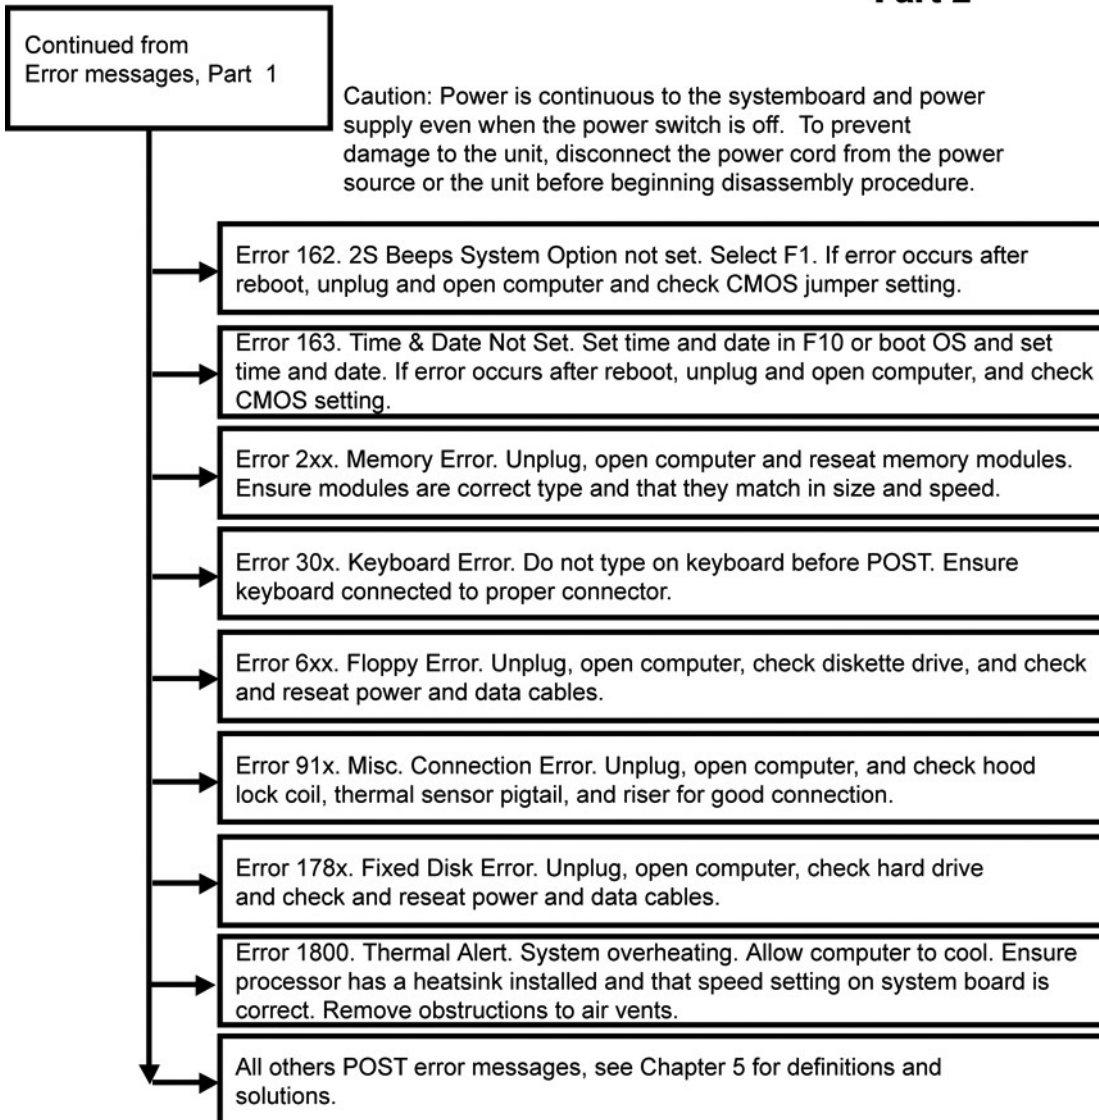 Continued from
Error messages, Part 1
Caution: Power is continuous to the systemboard and power
supply even when the power switch is off. To prevent
damage to the unit, disconnect the power cord from the power
source or the unit before beginning disassembly procedure.
Error 162. 2S Beeps System Option not set. Select F1. If error occurs after
reboot, unplug and open computer and check CMOS jumper setting.
Error 163. Time & Date Not Set. Set time and date in F10 or boot OS and set
time and date. If error occurs after reboot, unplug and open computer, and check
CMOS setting.
Error 2xx. Memory Error. Unplug, open computer and reseat memory modules.
Ensure modules are correct type and that they match in size and speed.
Error 30x. Keyboard Error. Do not type on keyboard before POST. Ensure
keyboard connected to proper connector.
Error 6xx. Floppy Error. Unplug, open computer, check diskette drive, and check
and reseat power and data cables.
Error 91x. Misc. Connection Error. Unplug, open computer, and check hood
lock coil, thermal sensor pigtail, and riser for good connection.
Error 178x. Fixed Disk Error. Unplug, open computer, check hard drive
and check and reseat power and data cables.
Error 1800. Thermal Alert. System overheating. Allow computer to cool. Ensure
processor has a heatsink installed and that speed setting on system board is
correct. Remove obstructions to air vents.
All others POST error messages, see Chapter 5 for definitions and
solutions.